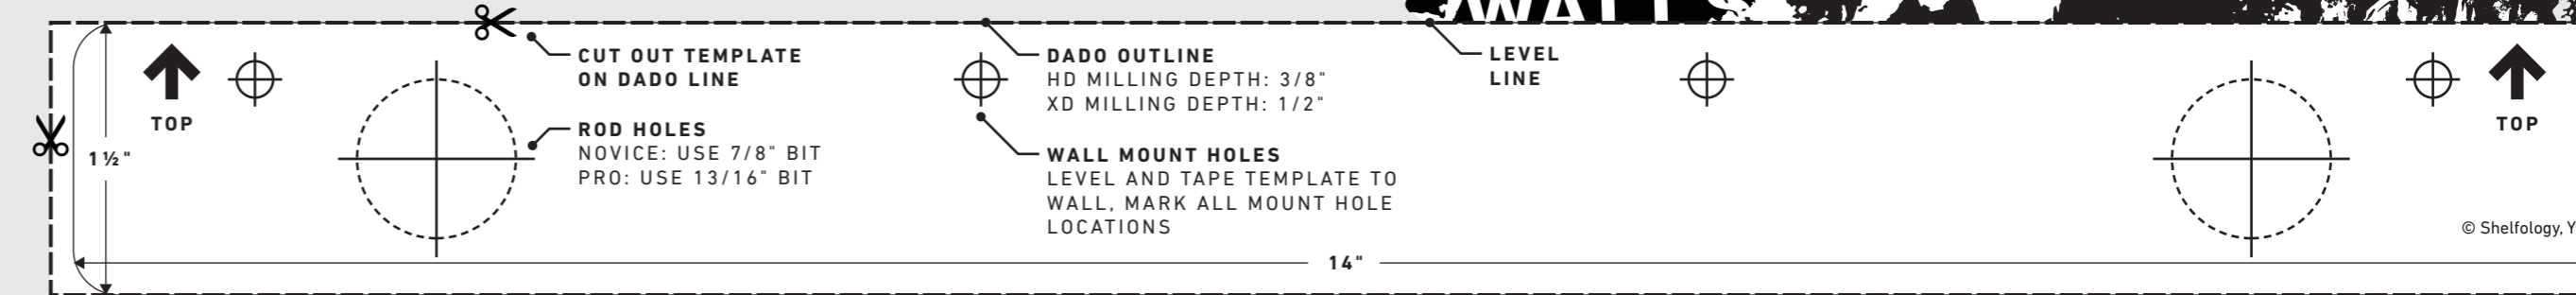 WALL
CUT OUT TEMPLATE
ON DADO LINE
DADO OUTLINE
HD MILLING DEPTH: 3/8"
XD MILLING DEPTH: 1/2"
LEVEL
LINE
TOP
TOP
1 ½"
ROD HOLES
NOVICE: USE 7/8" BIT
PRO: USE 13/16" BIT
WALL MOUNT HOLES
LEVEL AND TAPE TEMPLATE TO
WALL, MARK ALL MOUNT HOLE
LOCATIONS
© Shelfology, Y
14"